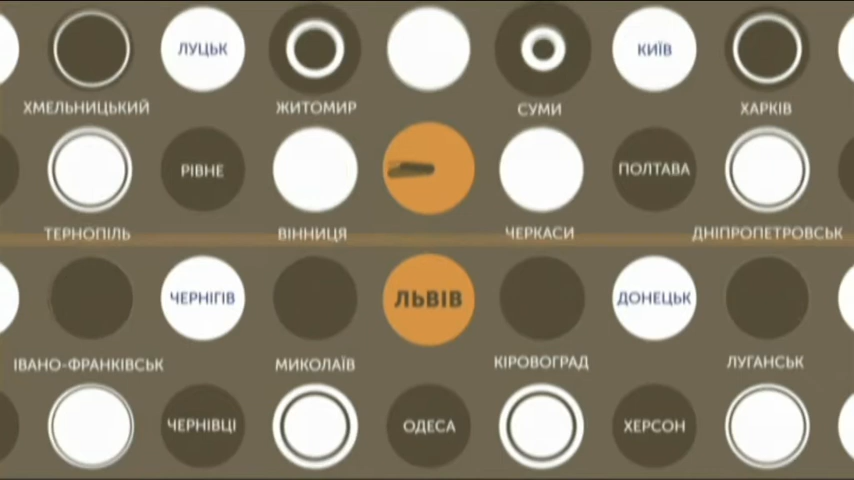 ЛУЦЬК
КИЇВ
ХМЕЛЬНИЦЬКИЙ
ЖИТОМИР
СУМИ
ХАРКІВ
РІВНЕ
ПОЛТАВА
ТЕРНОПІЛЬ
ВІННИЦЯ
ЧЕРКАСИ
ДНІПРОПЕТРОВСЬК
ЧЕРНІГІВ
ЛЬВІВ
ДОНЕЦЬК
ІВАНО-ФРАНКІВСЬК
МИКОЛАЇВ
КІРОВОГРАД
ЛУГАНСЬК
ЧЕРНІВЦІ
ОДЕСА
ХЕРСОН